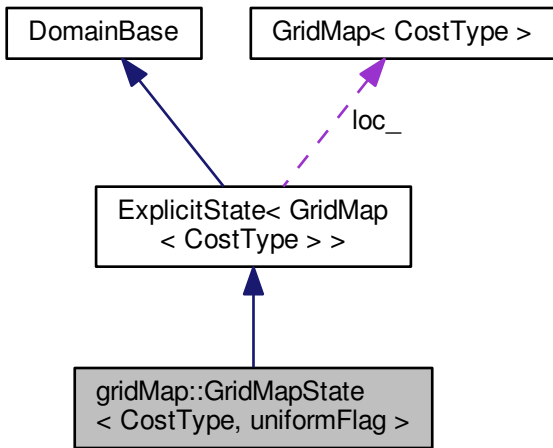 DomainBase
GridMap< CostType >
loc_
ExplicitState< GridMap
< CostType > >
gridMap::GridMapState
< CostType, uniformFlag >